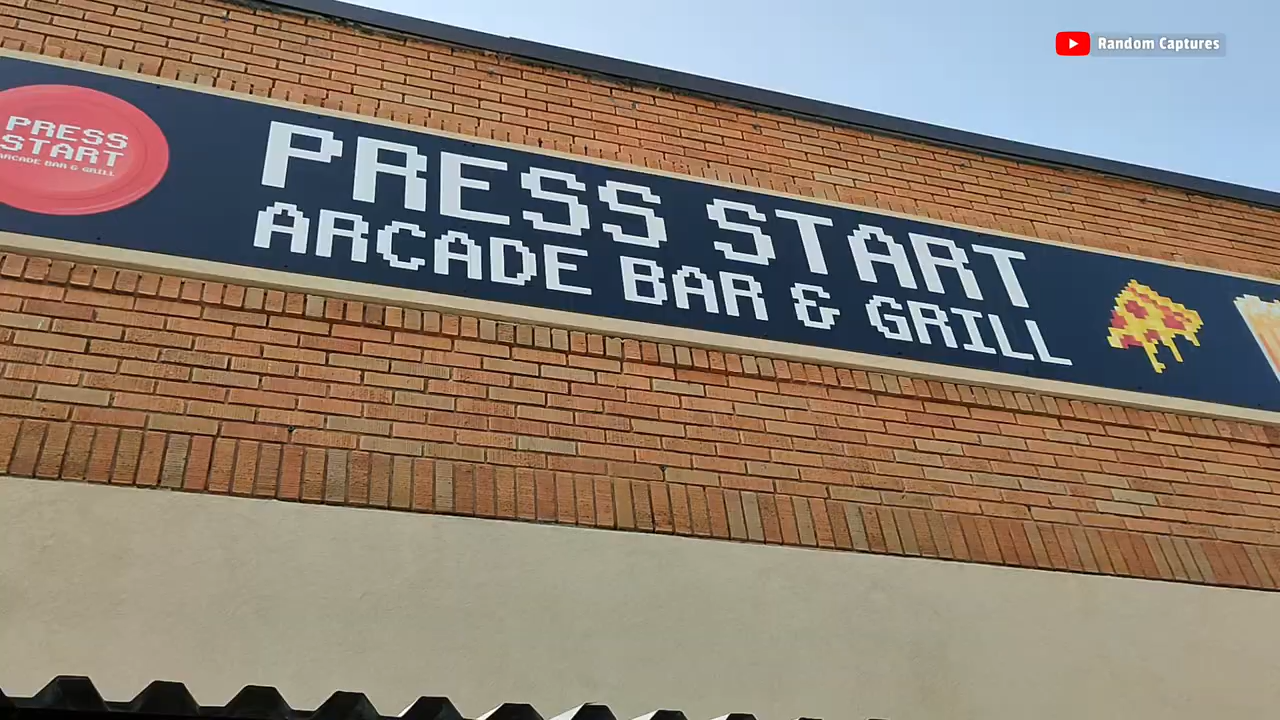 Random Captures
PRESS
START
ARCADE BAR & GRILL
PRESS START
ARCADE BAR & GRILL